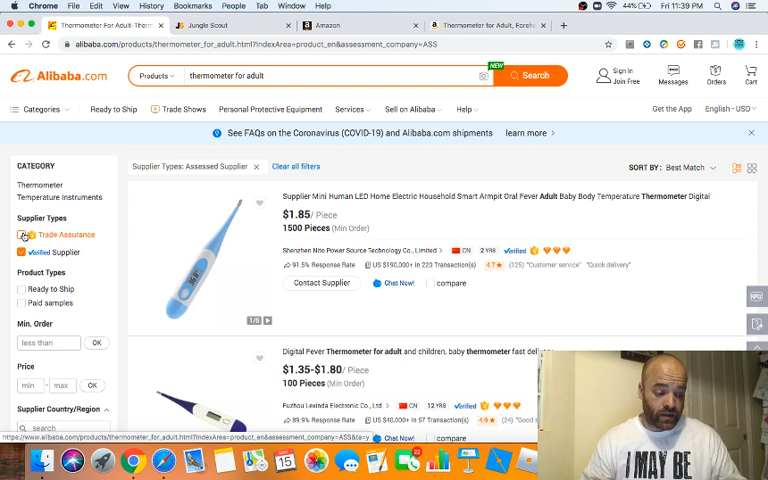 Chrome File Edit View History Bookmarks People Tab Window Help 44% Fri 11:39 PM
Thermometer For Adult-Therm
Jungle Scout
Amazon
Thermometer for Adult, Forehe
alibaba.com/products/thermometer_for_adult.html?IndexArea=product_en&assessment_company=ASS
Alibaba.com
Products
thermometer for adult
NEW
Search
Sign In
Join Free
Messages
Orders
Cart
Categories
Ready to Ship
Trade Shows
Personal Protective Equipment
Services
Sell on Alibaba
Help
Get the App
English - USD
See FAQs on the Coronavirus (COVID-19) and Alibaba.com shipments learn more
CATEGORY
Thermometer
Temperature Instruments
Supplier Types
Trade Assurance
Verified Supplier
Product Types
Ready to Ship
Paid samples
Min. Order
less than
OK
Price
min - max OK
Supplier Country/Region
search
Supplier Types: Assessed Supplier
Clear all filters
SORT BY: Best Match
Supplier Mini Human LED Home Electric Household Smart Armpit Oral Fever Adult Baby Body Temperature Thermometer Digital
$1.85 / Piece
1500 Pieces (Min Order)
Shenzhen Nite Power Source Technology Co., Limited CN 2 YRS Verified
91.5% Response Rate US $190,000+ in 220 Transaction(s) 4.7 (125) "Customer service" "Quick delivery"
Contact Supplier Chat Now! compare
1/6
Digital Fever Thermometer for adult and children, baby thermometer fast
$1.35-$1.80 / Piece
100 Pieces (Min Order)
Fuzhou Lexinda Electronic Co., Ltd. CN 12 YRS Verified
89.9% Response Rate US $40,000+ in 57 Transaction(s) 4.9
Chat Now! compare
RFQ
https://www.alibaba.com/products/thermometer_for_adult.html?IndexArea=product_en&assessment_company=ASS&ta=y
I MAY BE